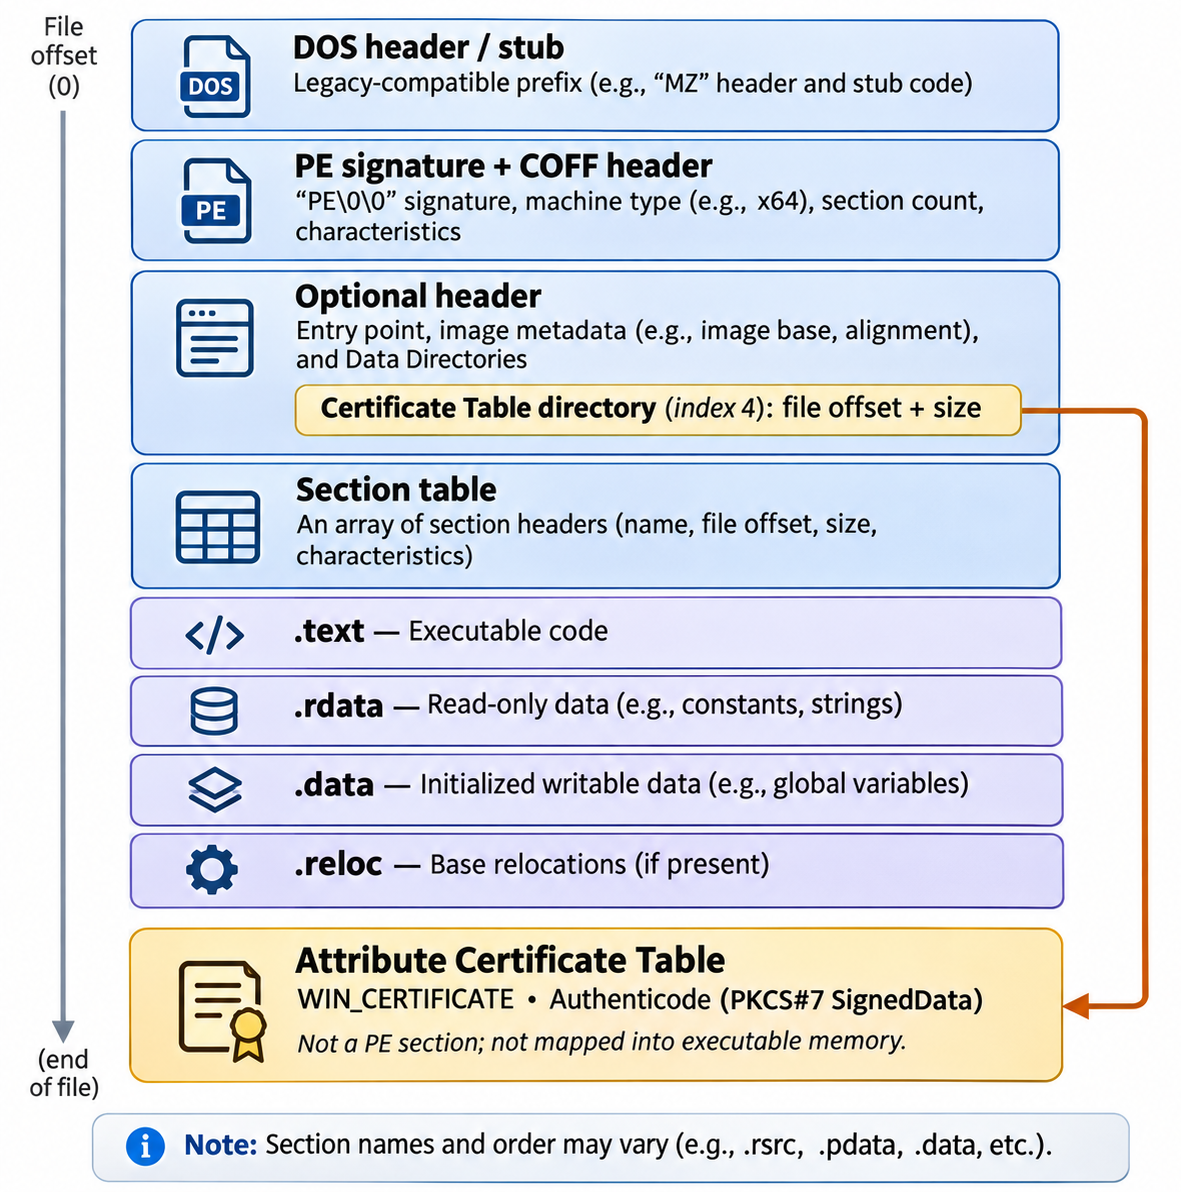 File
offset
(0)
DOS
DOS header / stub
Legacy-compatible prefix (e.g., “MZ” header and stub code)
PE
PE signature + COFF header
“PE\0\0” signature, machine type (e.g., x64), section count,
characteristics
Optional header
Entry point, image metadata (e.g., image base, alignment),
and Data Directories
Certificate Table directory (index 4): file offset + size
Section table
An array of section headers (name, file offset, size,
characteristics)
</> .text — Executable code
.rdata — Read-only data (e.g., constants, strings)
.data — Initialized writable data (e.g., global variables)
.reloc — Base relocations (if present)
Attribute Certificate Table
WIN_CERTIFICATE • Authenticode (PKCS#7 SignedData)
Not a PE section; not mapped into executable memory.
(end
of file)
i Note: Section names and order may vary (e.g., .rsrc, .pdata, .data, etc.).